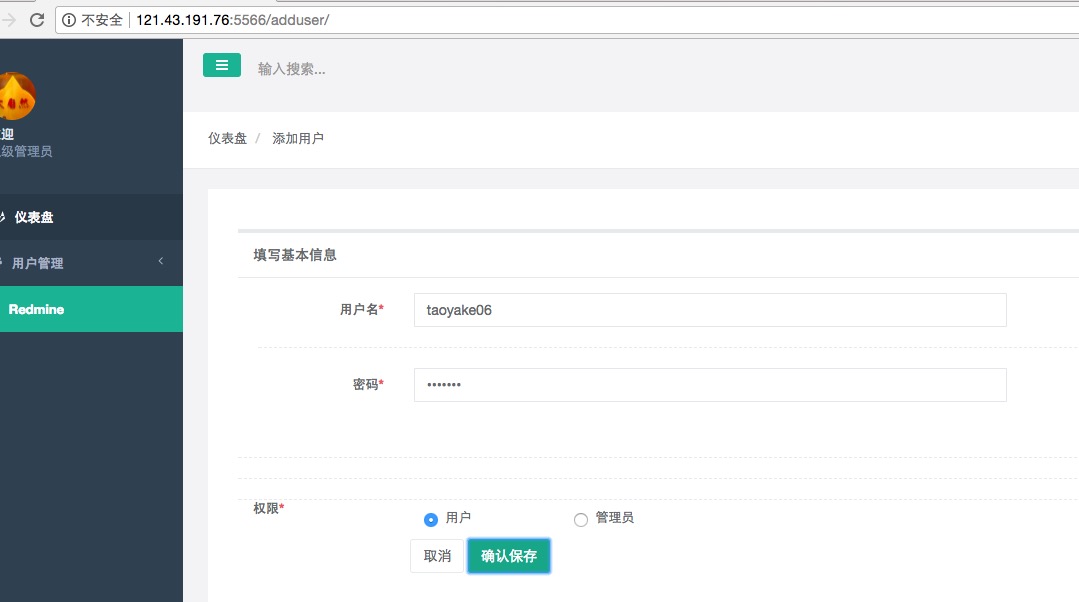 不安全 121.43.191.76:5566/adduser/
输入搜索...
迎
级管理员
仪表盘 / 添加用户
仪表盘
用户管理
Redmine
填写基本信息
用户名* taoyake06
密码* •••••••
权限*
用户 管理员
取消 确认保存